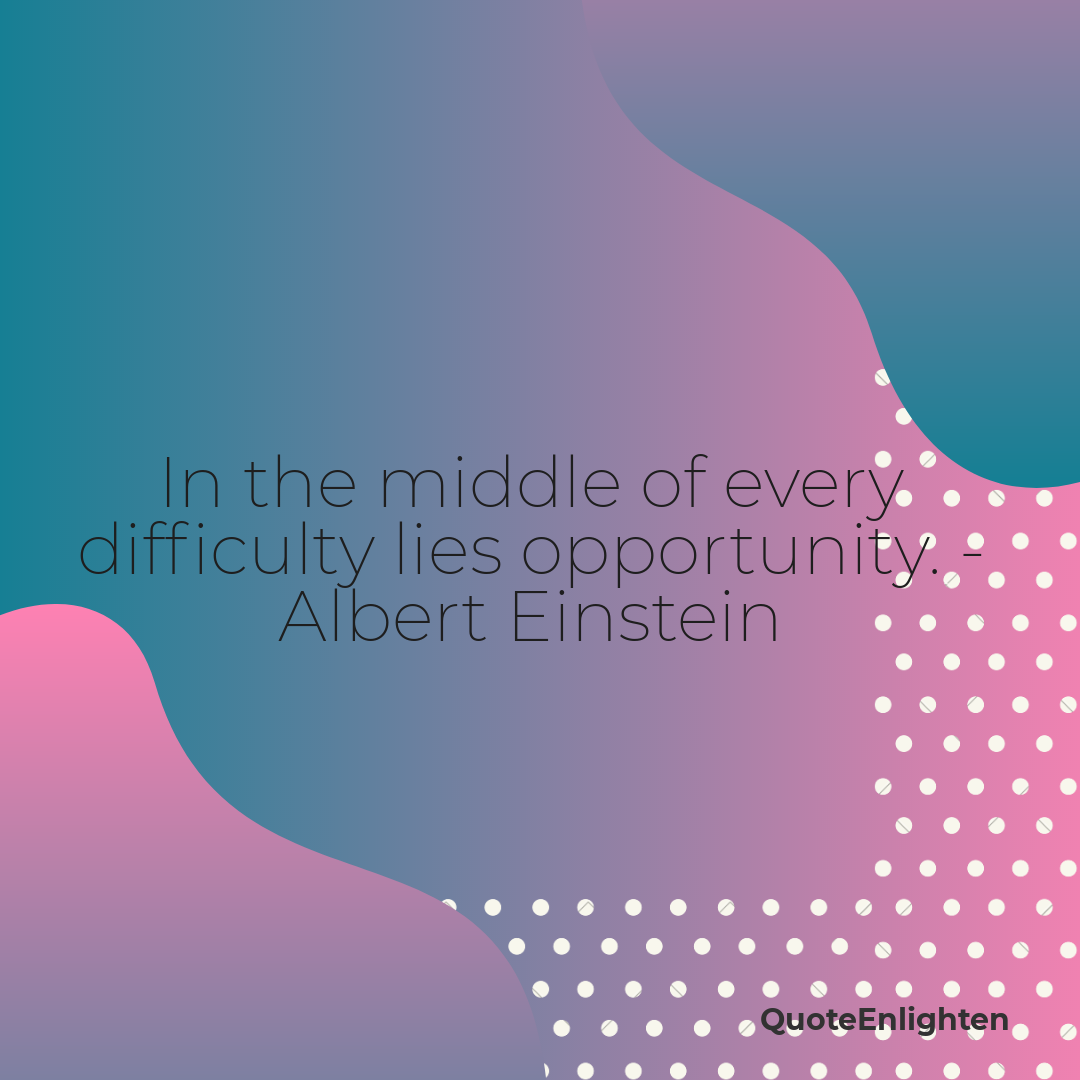 In the middle of every
difficulty lies opportunity. -
Albert Einstein
QuoteEnlighten